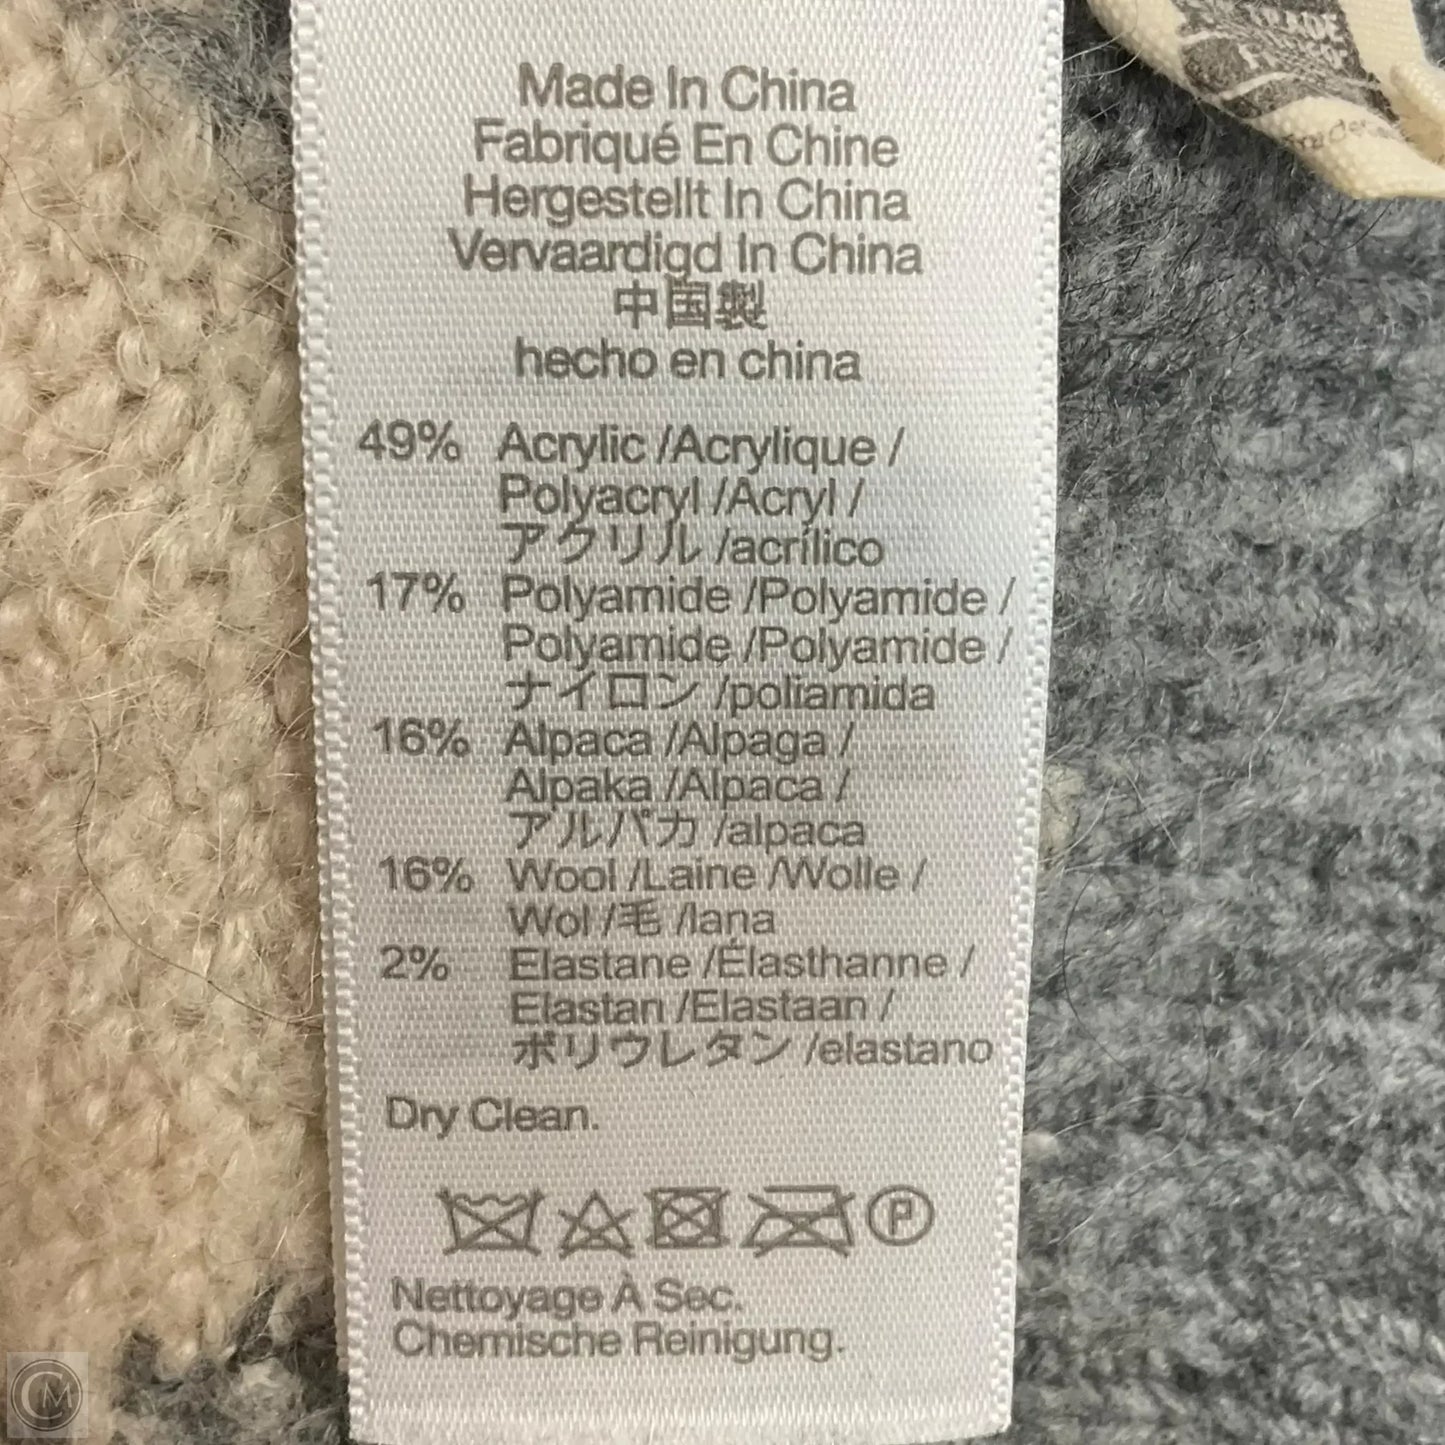 Made In China
Fabriqué En Chine
Hergestellt In China
Vervaardigd In China
中国製
hecho en china
49% Acrylic /Acrylique /
Polyacryl /Acryl /
アクリル /acrílico
17% Polyamide /Polyamide /
Polyamide /Polyamide /
ナイロン /poliamida
16% Alpaca /Alpaga /
Alpaka /Alpaca /
アルパカ /alpaca
16% Wool /Laine /Wolle /
Wol /毛 /lana
2% Elastane /Élasthanne /
Elastan /Elastaan /
ポリウレタン /elastano
Dry Clean.
P
Nettoyage À Sec.
Chemische Reinigung.
CM